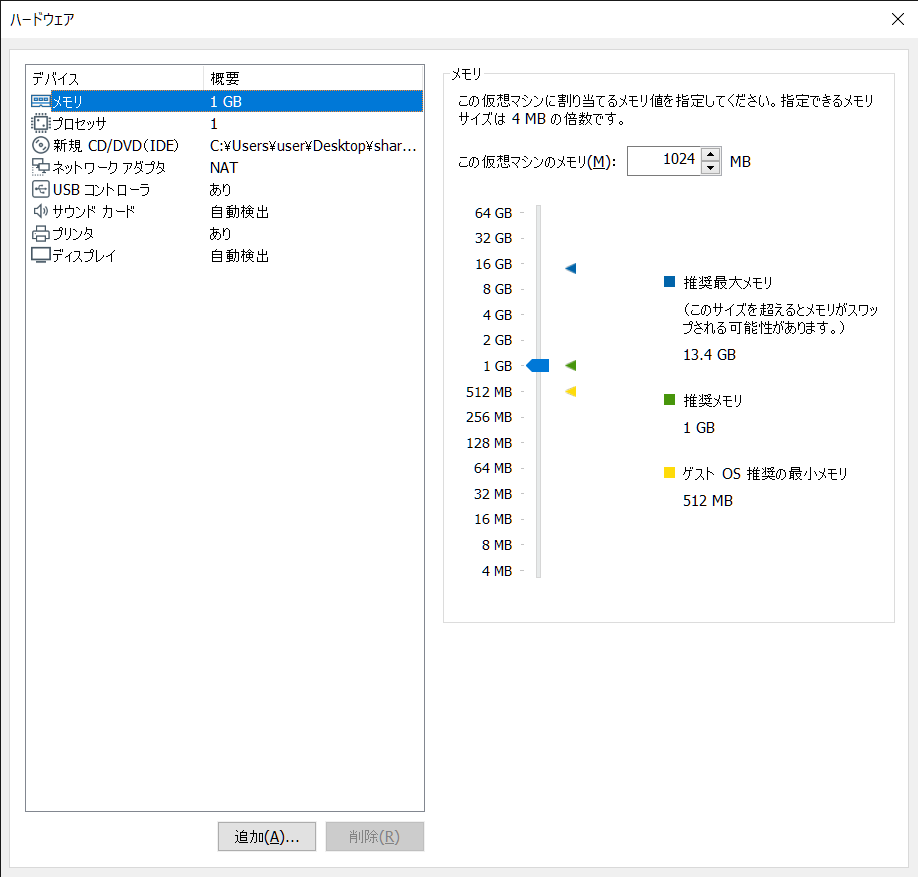 ハードウェア
デバイス 概要
メモリ 1 GB
プロセッサ 1
新規 CD/DVD (IDE) C:¥Users¥user¥Desktop¥shar...
ネットワーク アダプタ NAT
USB コントローラ あり
サウンド カード 自動検出
プリンタ あり
ディスプレイ 自動検出
追加(A)...
削除(R)
メモリ
この仮想マシンに割り当てるメモリ値を指定してください。指定できるメモリ
サイズは 4 MB の倍数です。
この仮想マシンのメモリ(M): 1024 MB
64 GB
32 GB
16 GB
8 GB
4 GB
2 GB
1 GB
512 MB
256 MB
128 MB
64 MB
32 MB
16 MB
8 MB
4 MB
推奨最大メモリ
(このサイズを超えるとメモリがスワッ
プされる可能性があります。)
13.4 GB
推奨メモリ
1 GB
ゲスト OS 推奨の最小メモリ
512 MB